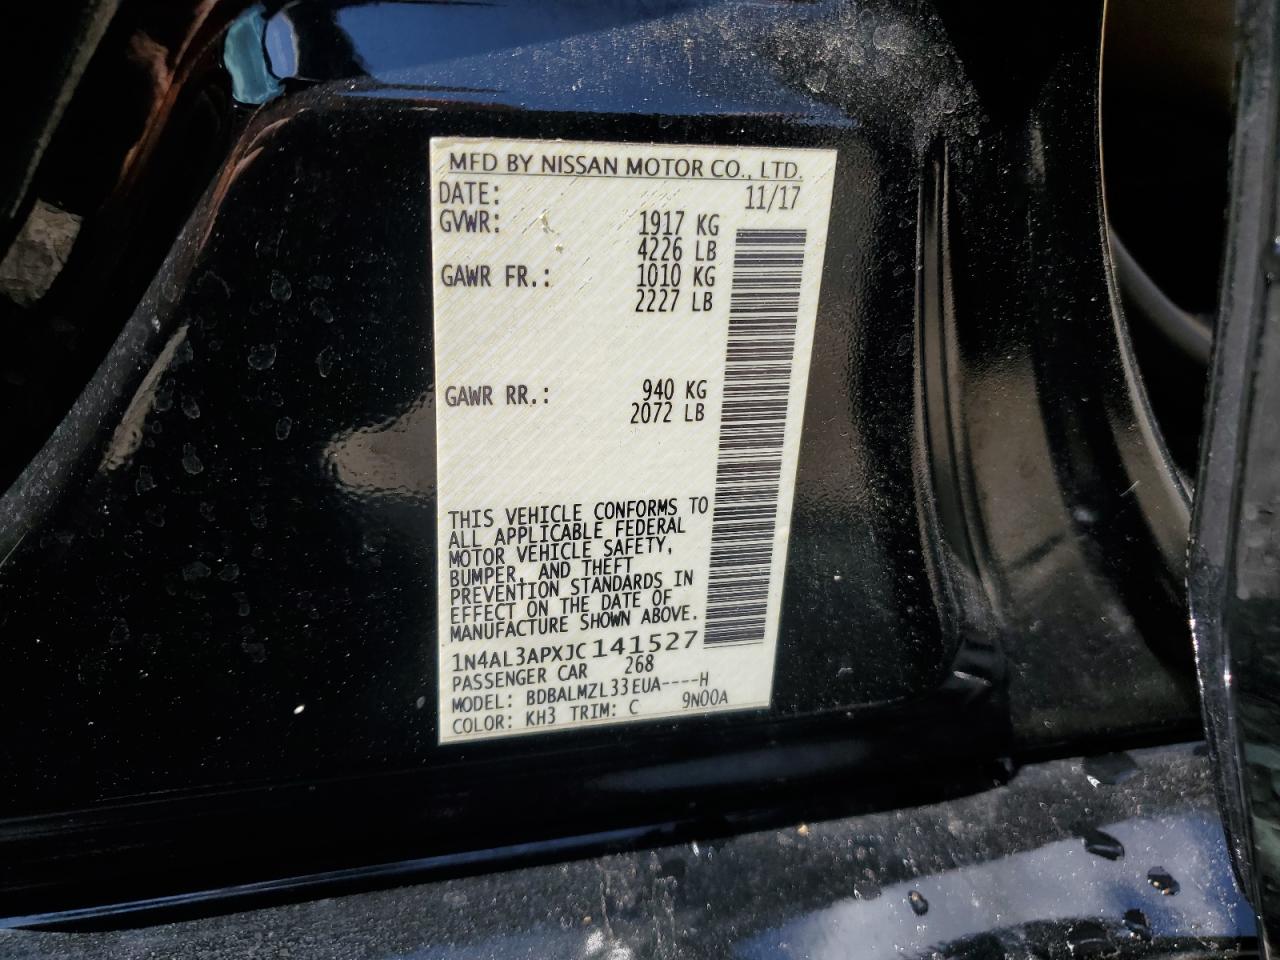 MFD BY NISSAN MOTOR CO., LTD.
DATE: 11/17
GVWR: 1917 KG
4226 LB
GAWR FR.: 1010 KG
2227 LB
GAWR RR.: 940 KG
2072 LB
THIS VEHICLE CONFORMS TO
ALL APPLICABLE FEDERAL
MOTOR VEHICLE SAFETY,
BUMPER, AND THEFT
PREVENTION STANDARDS IN
EFFECT ON THE DATE OF
MANUFACTURE SHOWN ABOVE.
1N4AL3APXJC141527
PASSENGER CAR 268
MODEL: BDBALMZL33EUA----H
COLOR: KH3 TRIM: C 9N00A